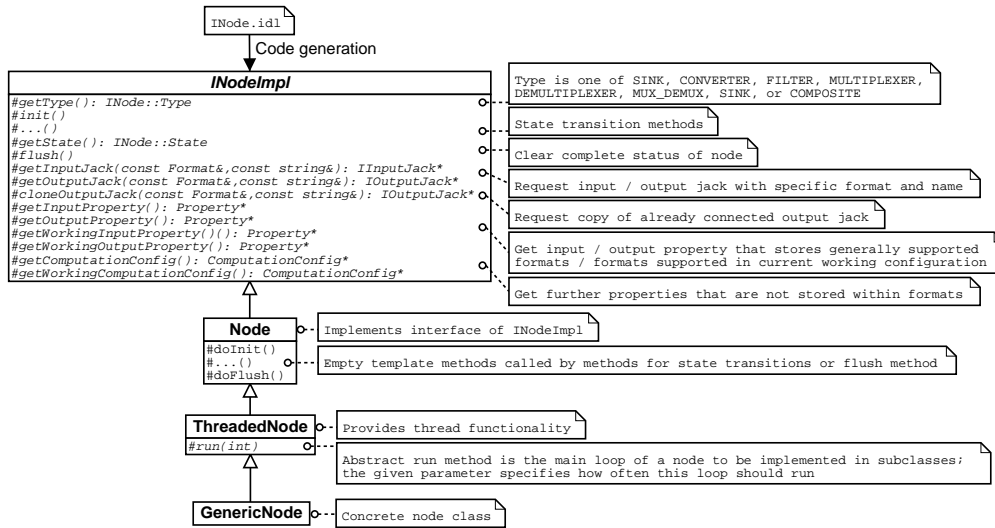 INode.idl
Code generation
INodeImpl
#getType(): INode::Type
#init()
#...()
#getState(): INode::State
#flush()
#getInputJack(const Format&,const string&): IInputJack*
#getOutputJack(const Format&,const string&): IOutputJack*
#cloneOutputJack(const Format&,const string&): IOutputJack*
#getInputProperty(): Property*
#getOutputProperty(): Property*
#getWorkingInputProperty()(): Property*
#getWorkingOutputProperty(): Property*
#getComputationConfig(): ComputationConfig*
#getWorkingComputationConfig(): ComputationConfig*
Type is one of SINK, CONVERTER, FILTER, MULTIPLEXER,
DEMULTIPLEXER, MUX_DEMUX, SINK, or COMPOSITE
State transition methods
Clear complete status of node
Request input / output jack with specific format and name
Request copy of already connected output jack
Get input / output property that stores generally supported
formats / formats supported in current working configuration
Get further properties that are not stored within formats
Node
#doInit()
#...()
#doFlush()
Implements interface of INodeImpl
Empty template methods called by methods for state transitions or flush method
ThreadedNode
#run(int)
Provides thread functionality
Abstract run method is the main loop of a node to be implemented in subclasses;
the given parameter specifies how often this loop should run
GenericNode
Concrete node class